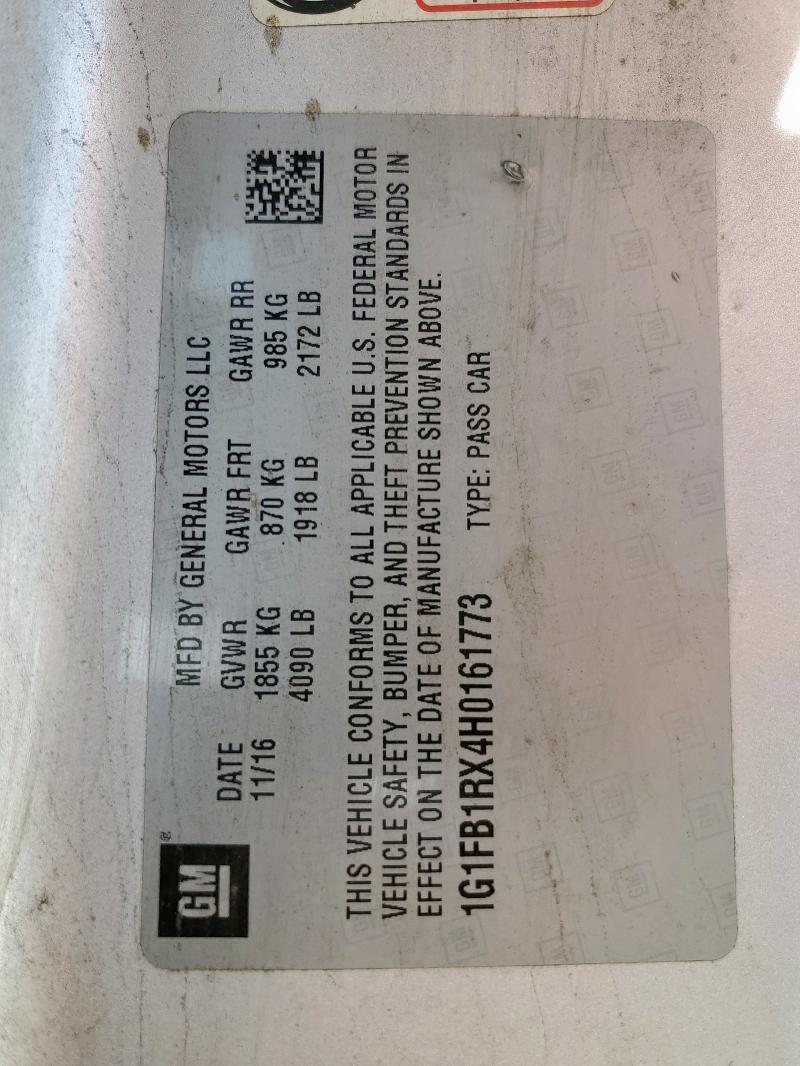 GM®
MFD BY GENERAL MOTORS LLC
DATE GVWR GAWR FRT GAWR RR
11/16 1855 KG 870 KG 985 KG
4090 LB 1918 LB 2172 LB
THIS VEHICLE CONFORMS TO ALL APPLICABLE U.S. FEDERAL MOTOR
VEHICLE SAFETY, BUMPER, AND THEFT PREVENTION STANDARDS IN
EFFECT ON THE DATE OF MANUFACTURE SHOWN ABOVE.
1G1FB1RX4H0161773 TYPE: PASS CAR